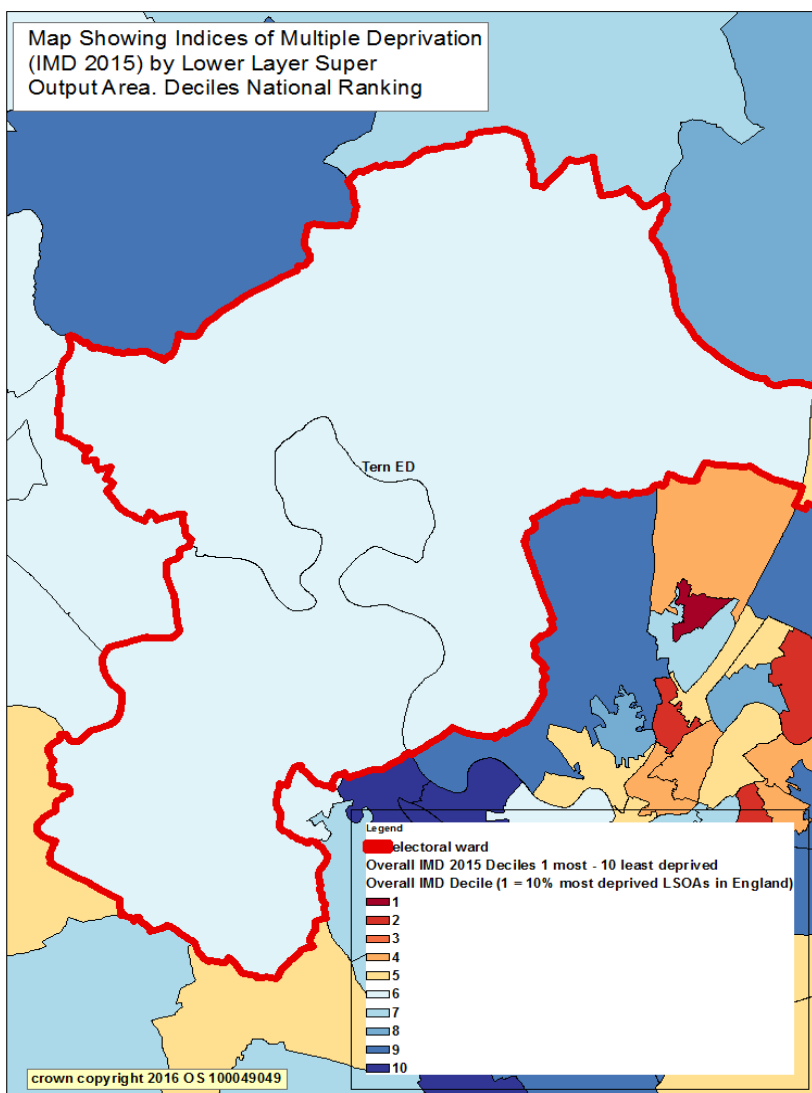 Map Showing Indices of Multiple Deprivation
(IMD 2015) by Lower Layer Super
Output Area. Deciles National Ranking
Tern ED
Legend
electoral ward
Overall IMD 2015 Deciles 1 most - 10 least deprived
Overall IMD Decile (1 = 10% most deprived LSOAs in England)
1
2
3
4
5
6
7
8
9
10
crown copyright 2016 OS 100049049